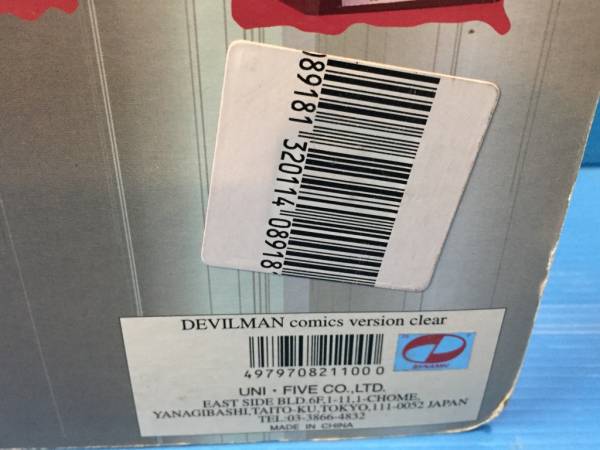 089181 320114 08918
DEVILMAN comics version clear
DYNAMIC
4979708211000
UNI・FIVE CO.,LTD.
EAST SIDE BLD.6F,1-11,1-CHOME,
YANAGIBASHI,TAITO-KU,TOKYO,111-0052 JAPAN
TEL:03-3866-4832
MADE IN CHINA